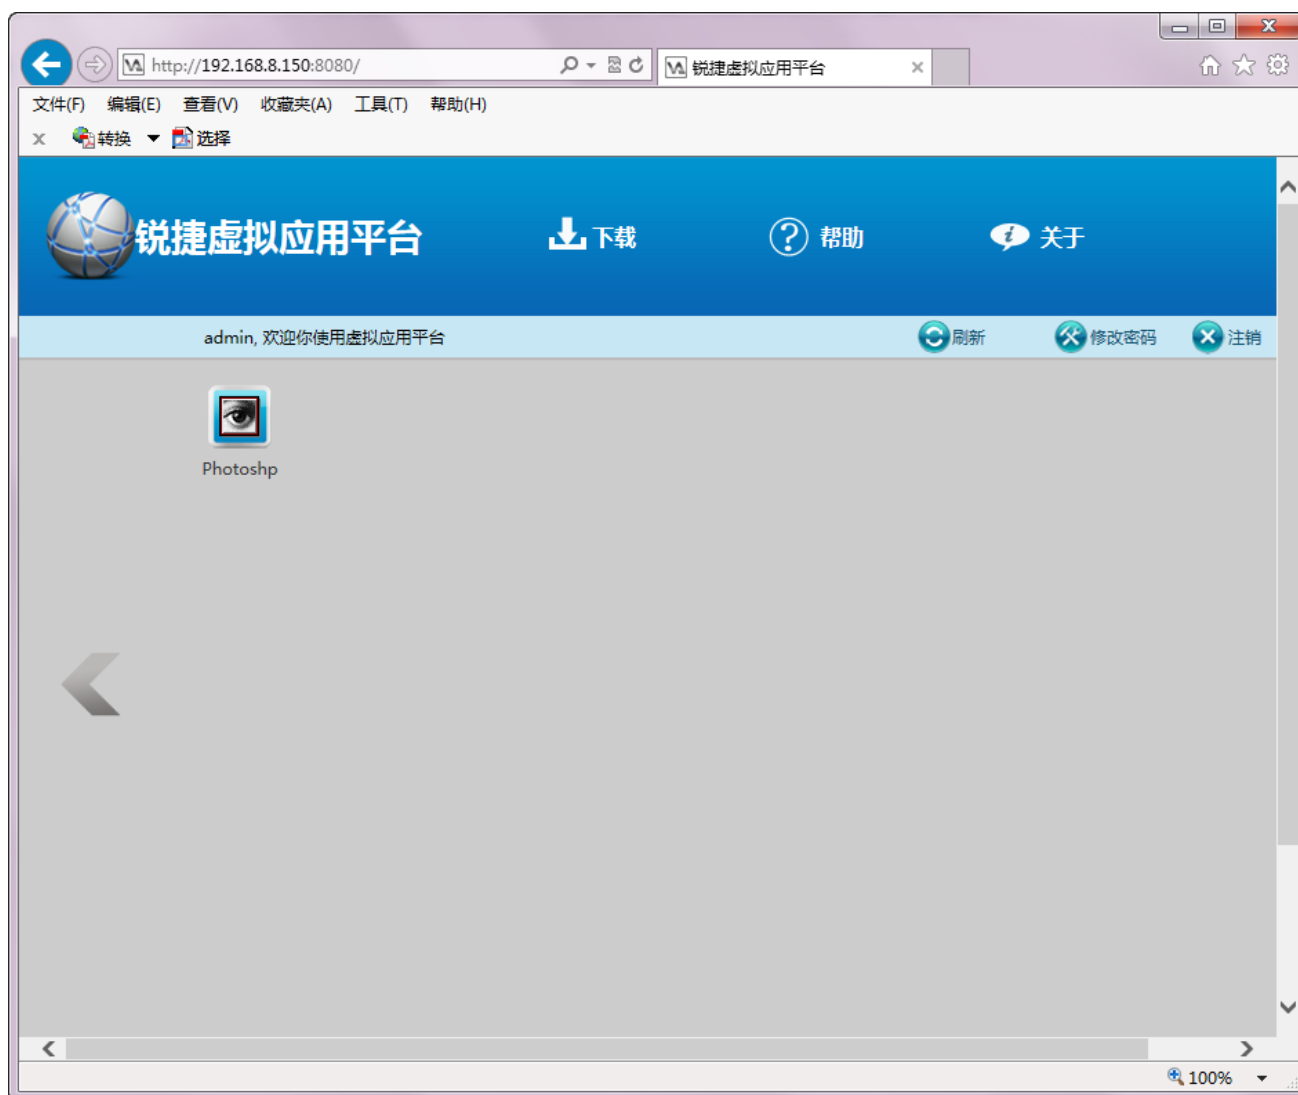 http://192.168.8.150:8080/
锐捷虚拟应用平台
文件(F) 编辑(E) 查看(V) 收藏夹(A) 工具(T) 帮助(H)
x 转换 选择
锐捷虚拟应用平台 下载 帮助 关于
admin, 欢迎你使用虚拟应用平台 刷新 修改密码 注销
Photoshp
100%